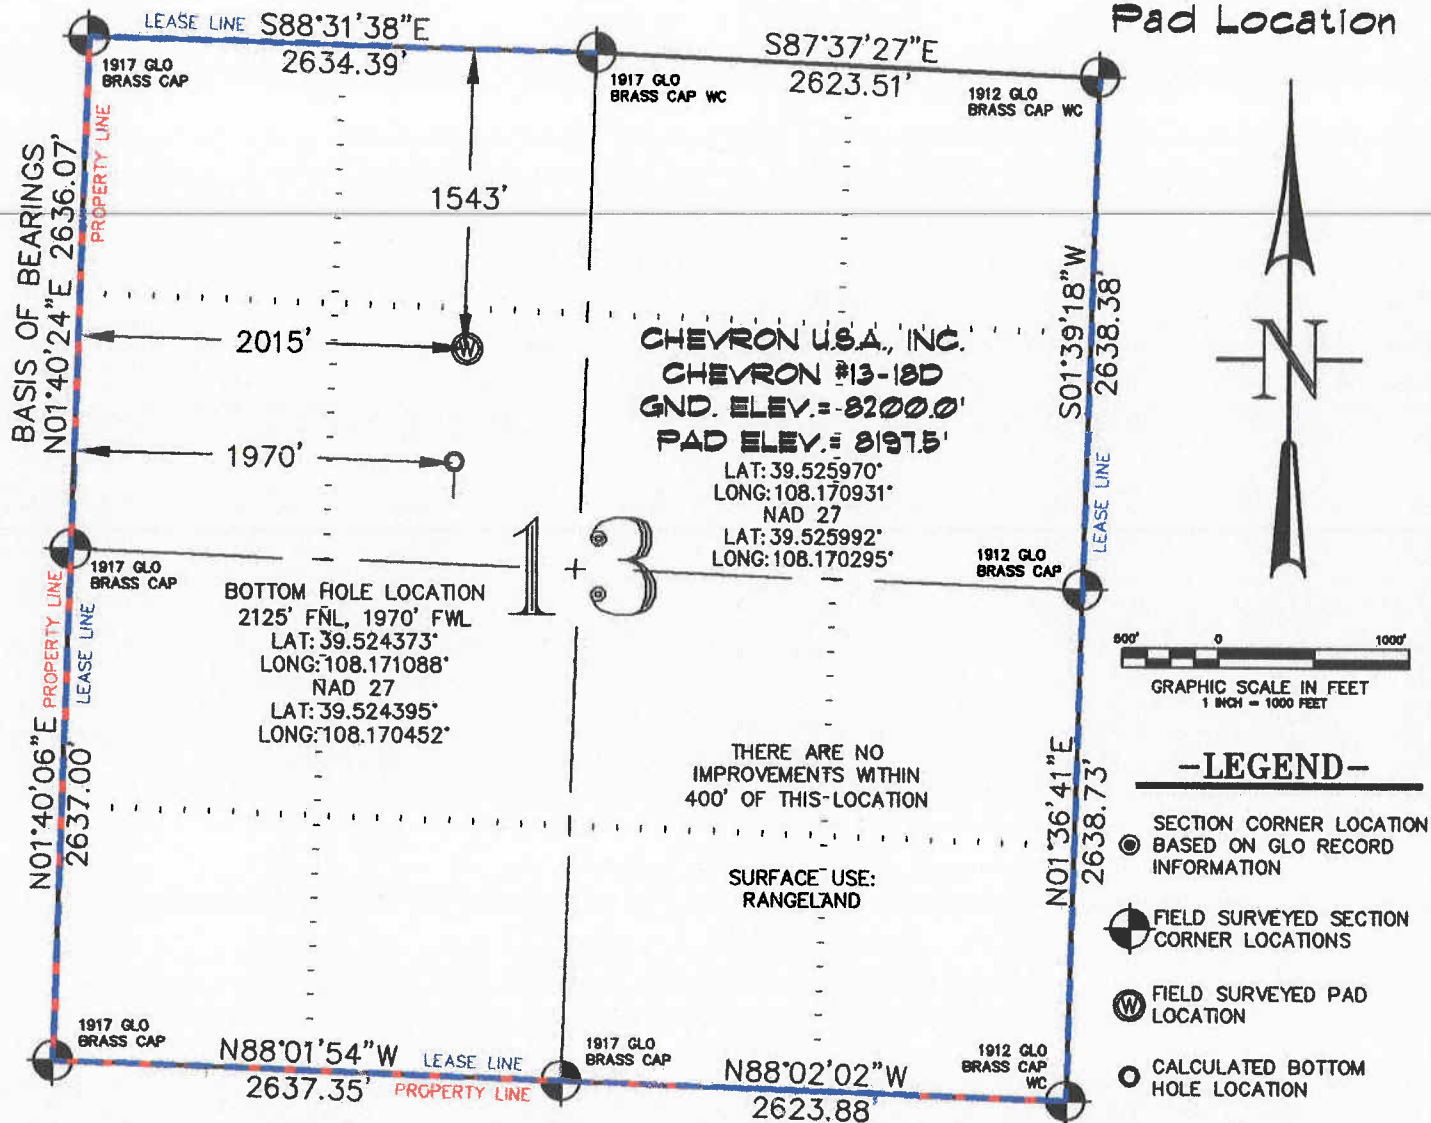 Pad Location
LEASE LINE S88°31'38"E
2634.39'
S87°37'27"E
2623.51'
1917 GLO
BRASS CAP
1917 GLO
BRASS CAP WC
1912 GLO
BRASS CAP WC
BASIS OF BEARINGS
N01°40'24"E 2636.07'
PROPERTY LINE
1543'
2015'
W
1970'
CHEVRON U.S.A., INC.
CHEVRON #13-18D
GND. ELEV.= 8200.0'
PAD ELEV.= 8197.5'
LAT: 39.525970°
LONG: 108.170931°
NAD 27
LAT: 39.525992°
LONG: 108.170295°
S01°39'18"W
2638.38'
LEASE LINE
N
1917 GLO
BRASS CAP
13
1912 GLO
BRASS CAP
BOTTOM HOLE LOCATION
2125' FNL, 1970' FWL
LAT: 39.524373°
LONG: 108.171088°
NAD 27
LAT: 39.524395°
LONG: 108.170452°
N01°40'06"E PROPERTY LINE
2637.00' LEASE LINE
500' 0 1000'
GRAPHIC SCALE IN FEET
1 INCH = 1000 FEET
THERE ARE NO
IMPROVEMENTS WITHIN
400' OF THIS LOCATION
SURFACE USE:
RANGELAND
N01°36'41"E
2638.73'
-LEGEND-
SECTION CORNER LOCATION
BASED ON GLO RECORD
INFORMATION
FIELD SURVEYED SECTION
CORNER LOCATIONS
W FIELD SURVEYED PAD
LOCATION
CALCULATED BOTTOM
HOLE LOCATION
1917 GLO
BRASS CAP
N88°01'54"W LEASE LINE
2637.35' PROPERTY LINE
1917 GLO
BRASS CAP
N88°02'02"W
2623.88'
1912 GLO
BRASS CAP
WC